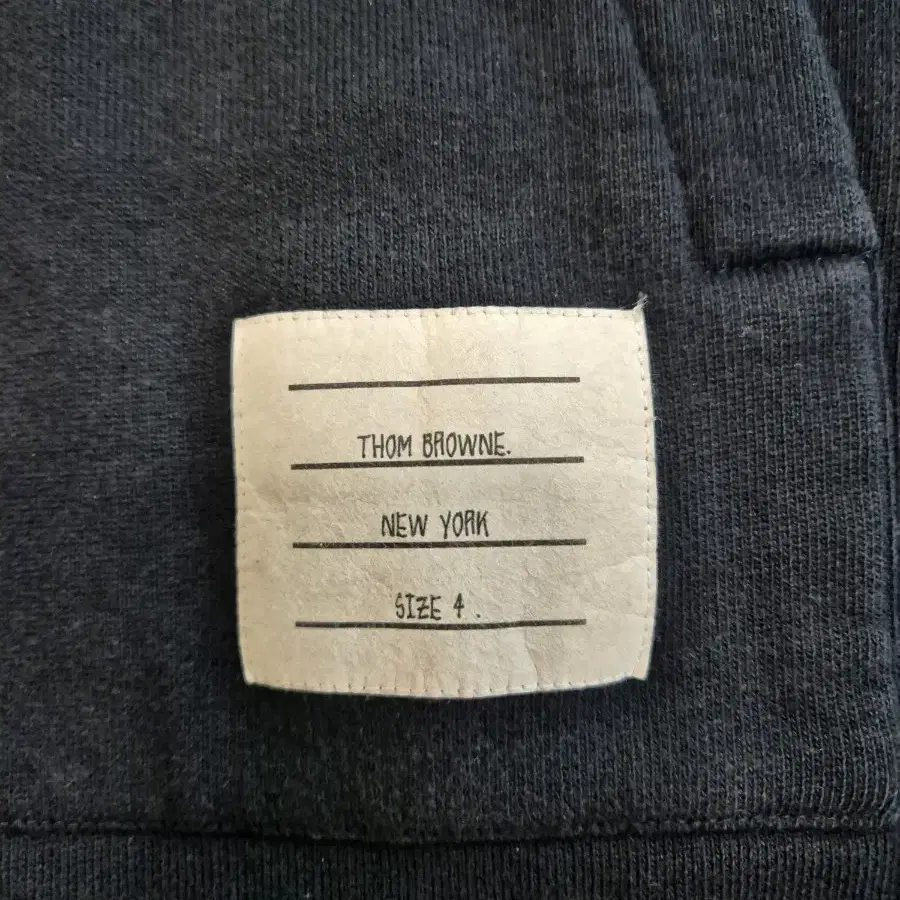 THOM BROWNE.
NEW YORK
SIZE 4 .